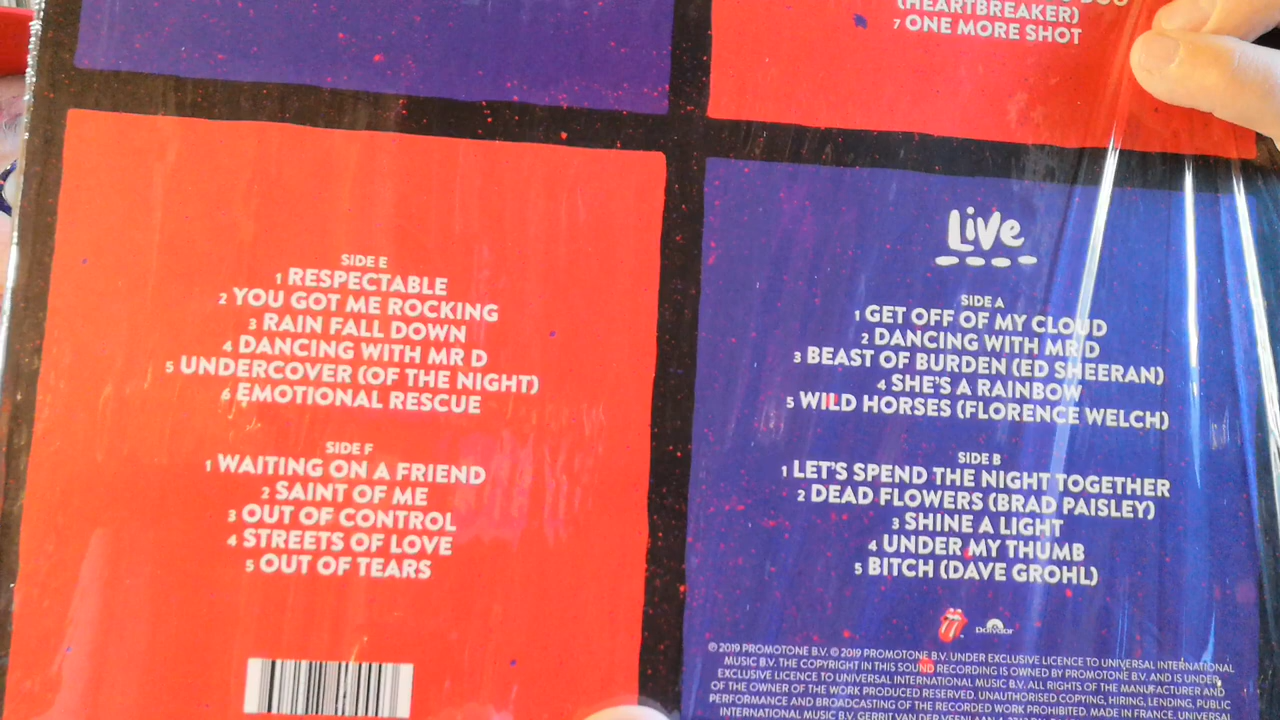 (HEARTBREAKER)
7 ONE MORE SHOT
SIDE E
1 RESPECTABLE
2 YOU GOT ME ROCKING
3 RAIN FALL DOWN
4 DANCING WITH MR D
5 UNDERCOVER (OF THE NIGHT)
6 EMOTIONAL RESCUE
SIDE F
1 WAITING ON A FRIEND
2 SAINT OF ME
3 OUT OF CONTROL
4 STREETS OF LOVE
5 OUT OF TEARS
Live
SIDE A
1 GET OFF OF MY CLOUD
2 DANCING WITH MR D
3 BEAST OF BURDEN (ED SHEERAN)
4 SHE'S A RAINBOW
5 WILD HORSES (FLORENCE WELCH)
SIDE B
1 LET'S SPEND THE NIGHT TOGETHER
2 DEAD FLOWERS (BRAD PAISLEY)
3 SHINE A LIGHT
4 UNDER MY THUMB
5 BITCH (DAVE GROHL)
polydor
℗ 2019 PROMOTONE B.V. © 2019 PROMOTONE B.V. UNDER EXCLUSIVE LICENCE TO UNIVERSAL INTERNATIONAL
MUSIC B.V. THE COPYRIGHT IN THIS SOUND RECORDING IS OWNED BY PROMOTONE B.V. AND IS UNDER
EXCLUSIVE LICENCE TO UNIVERSAL INTERNATIONAL MUSIC B.V. ALL RIGHTS OF THE MANUFACTURER AND
OF THE OWNER OF THE WORK PRODUCED RESERVED. UNAUTHORISED COPYING, HIRING, LENDING, PUBLIC
PERFORMANCE AND BROADCASTING OF THE RECORDED WORK PROHIBITED. MADE IN FRANCE. UNIVERSAL
INTERNATIONAL MUSIC B.V. GERRIT VAN DER VEENLAAN 4,